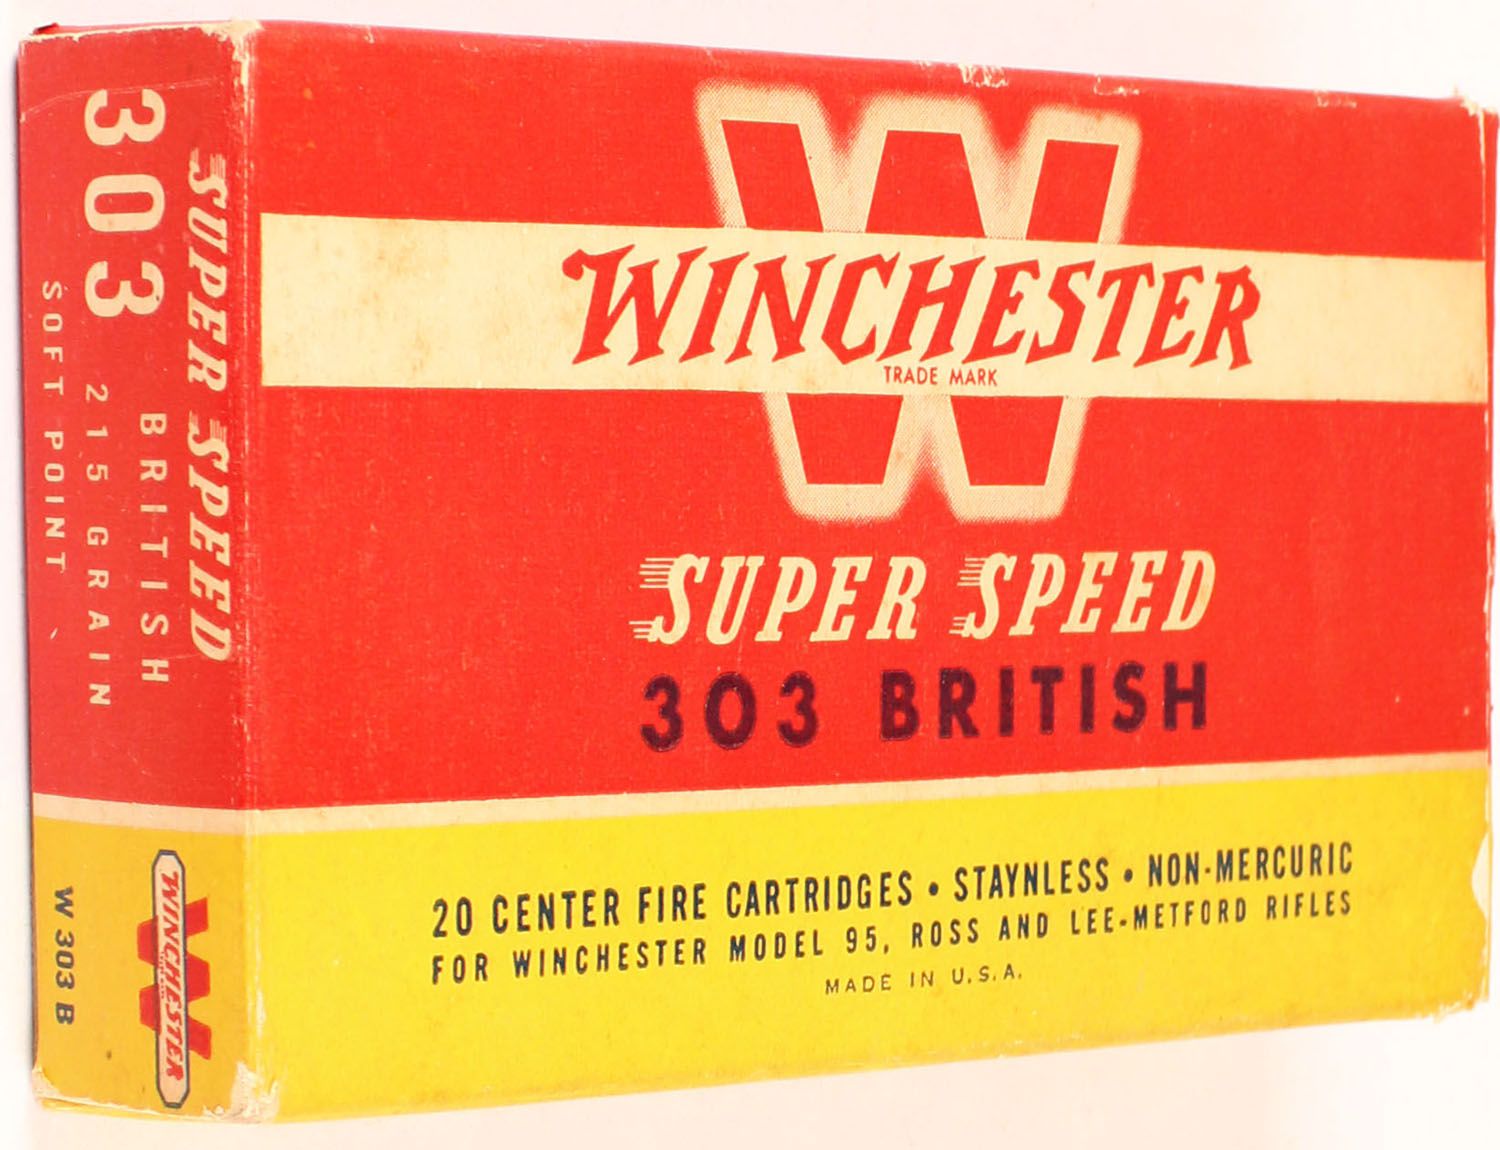 W
WINCHESTER
TRADE MARK
SUPER SPEED
303 BRITISH
20 CENTER FIRE CARTRIDGES • STAYNLESS • NON-MERCURIC
FOR WINCHESTER MODEL 95, ROSS AND LEE-METFORD RIFLES
MADE IN U.S.A.
SUPER SPEED
303 BRITISH
215 GRAIN
SOFT POINT
W
WINCHESTER
W 303 B